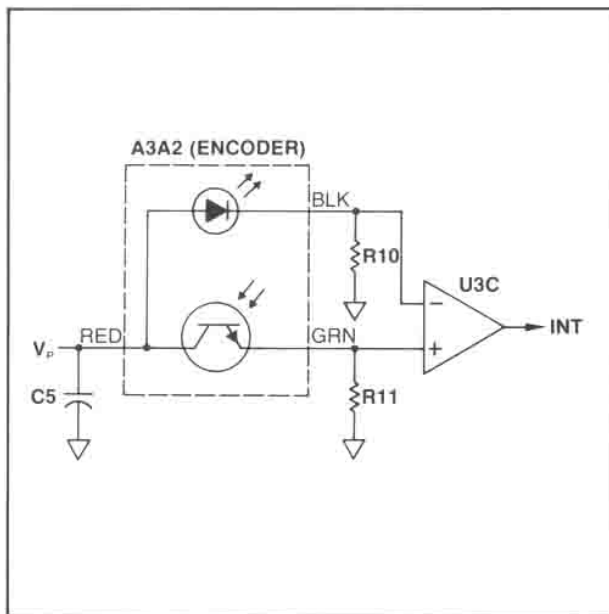 A3A2 (ENCODER)
BLK
R10
U3C
−
+
INT
RED
GRN
Vₚ
C5
R11